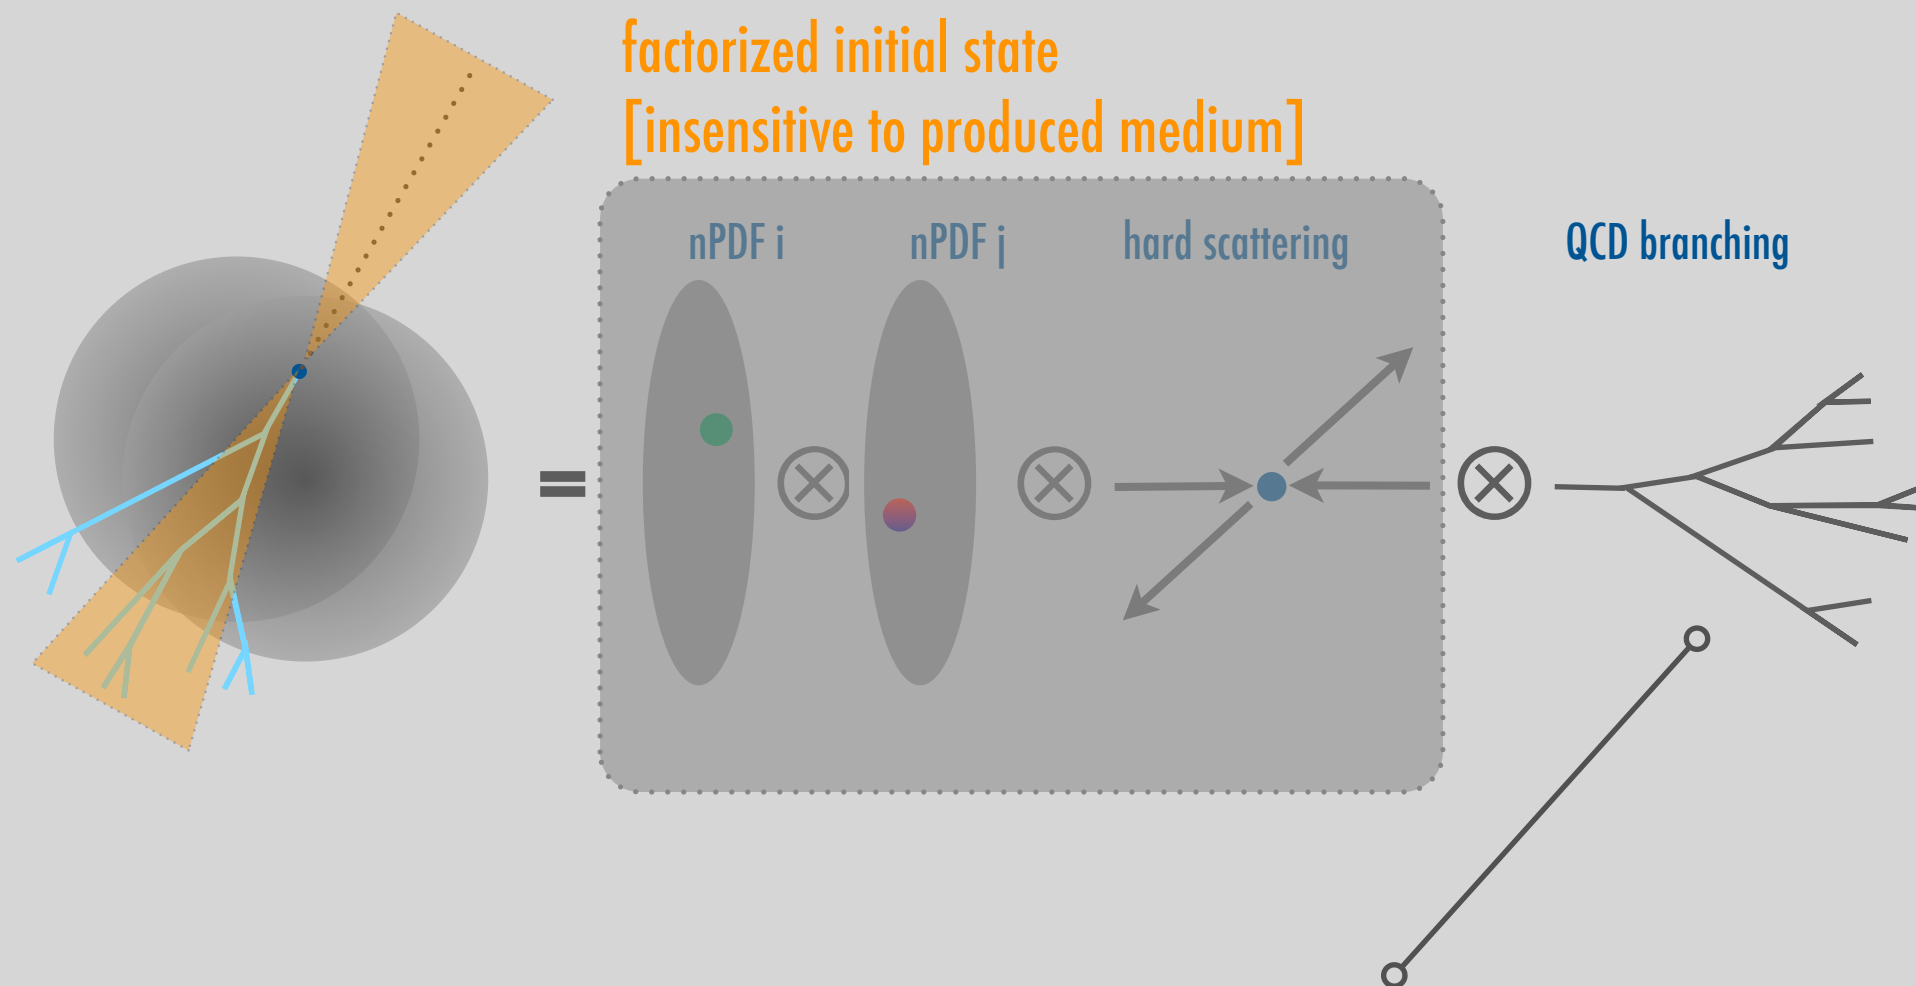 factorized initial state
[insensitive to produced medium]
nPDF i
nPDF j
hard scattering
QCD branching
=